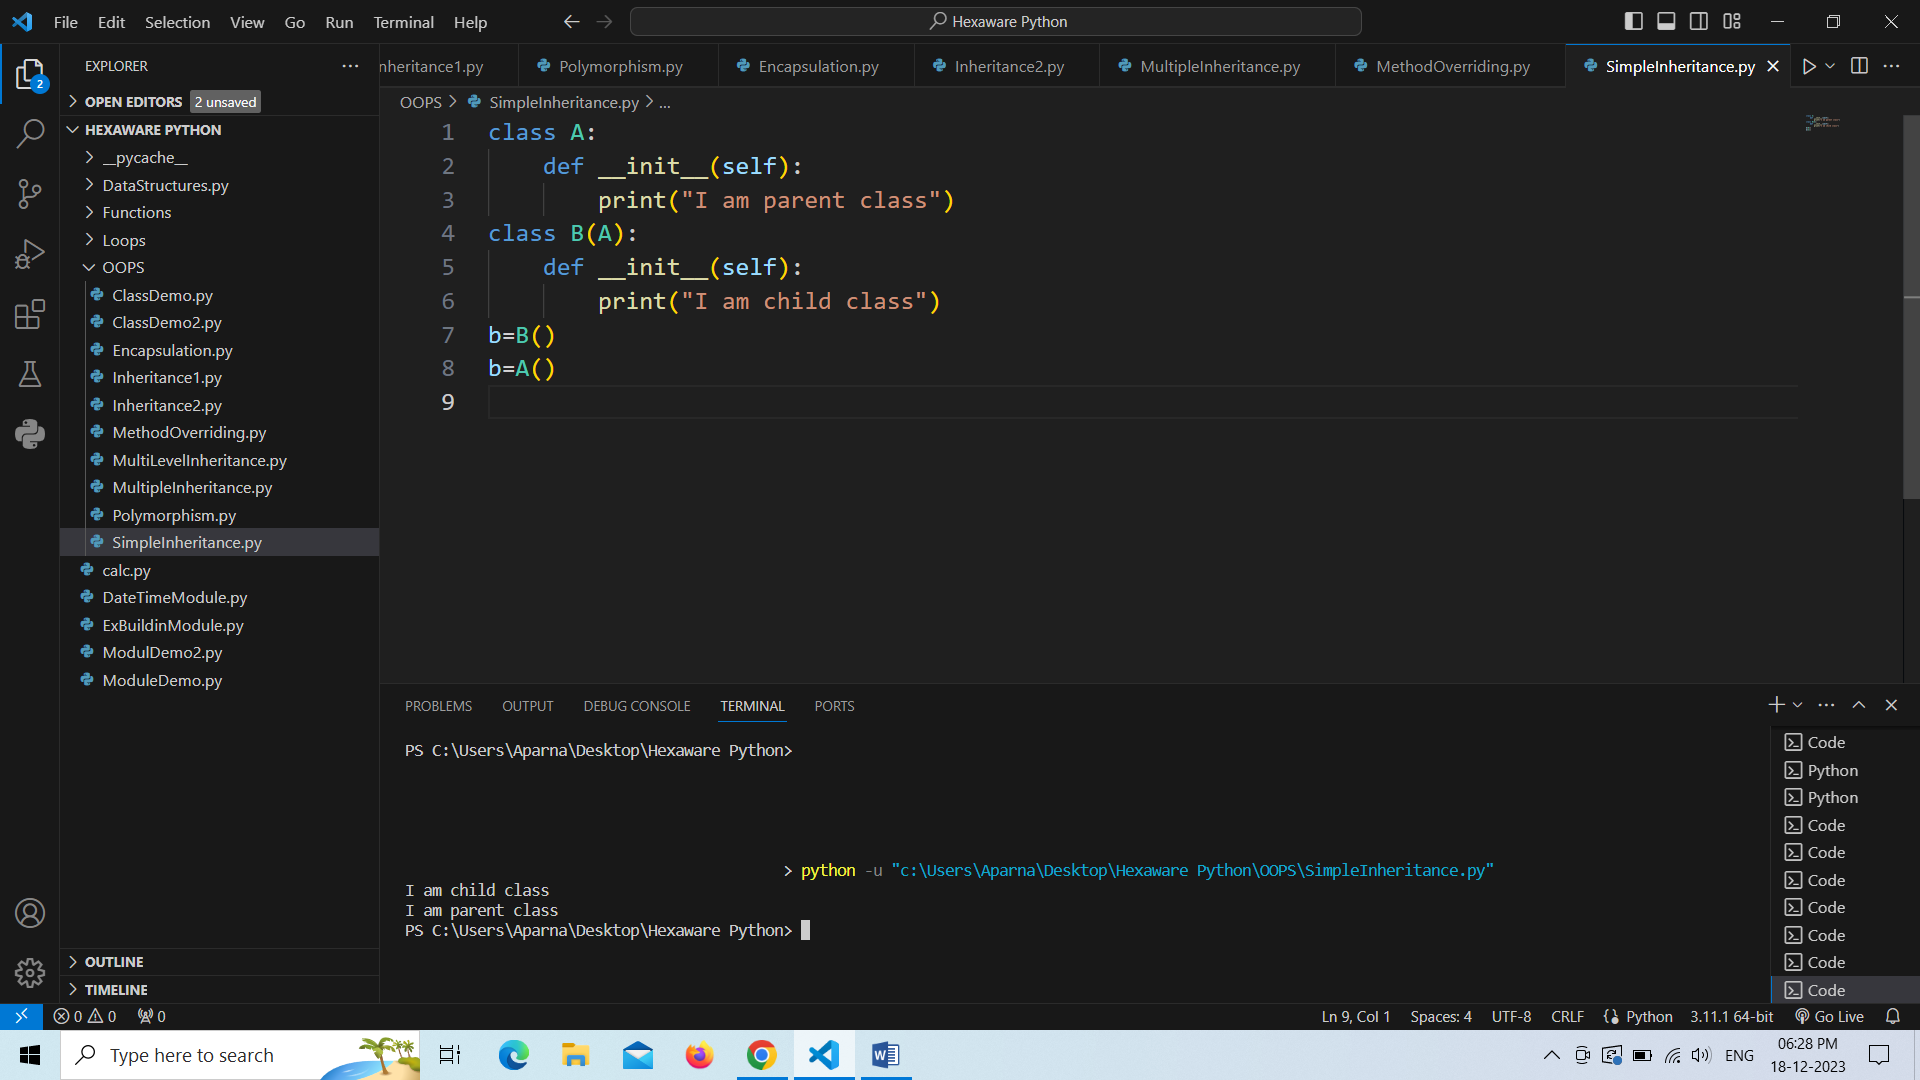 File Edit Selection View Go Run Terminal Help
Hexaware Python
EXPLORER
nheritance1.py Polymorphism.py Encapsulation.py Inheritance2.py MultipleInheritance.py MethodOverriding.py SimpleInheritance.py
OPEN EDITORS 2 unsaved
HEXAWARE PYTHON
__pycache__
DataStructures.py
Functions
Loops
OOPS
ClassDemo.py
ClassDemo2.py
Encapsulation.py
Inheritance1.py
Inheritance2.py
MethodOverriding.py
MultiLevelInheritance.py
MultipleInheritance.py
Polymorphism.py
SimpleInheritance.py
calc.py
DateTimeModule.py
ExBuildinModule.py
ModulDemo2.py
ModuleDemo.py
OUTLINE
TIMELINE
2
OOPS > SimpleInheritance.py > ...
1 class A:
2 def __init__(self):
3 print("I am parent class")
4 class B(A):
5 def __init__(self):
6 print("I am child class")
7 b=B()
8 b=A()
9
PROBLEMS OUTPUT DEBUG CONSOLE TERMINAL PORTS
PS C:\Users\Aparna\Desktop\Hexaware Python>
> python -u "c:\Users\Aparna\Desktop\Hexaware Python\OOPS\SimpleInheritance.py"
I am child class
I am parent class
PS C:\Users\Aparna\Desktop\Hexaware Python>
Code
Python
Python
Code
Code
Code
Code
Code
Code
Code
0 0 0
Ln 9, Col 1 Spaces: 4 UTF-8 CRLF Python 3.11.1 64-bit Go Live
Type here to search
ENG
06:28 PM
18-12-2023